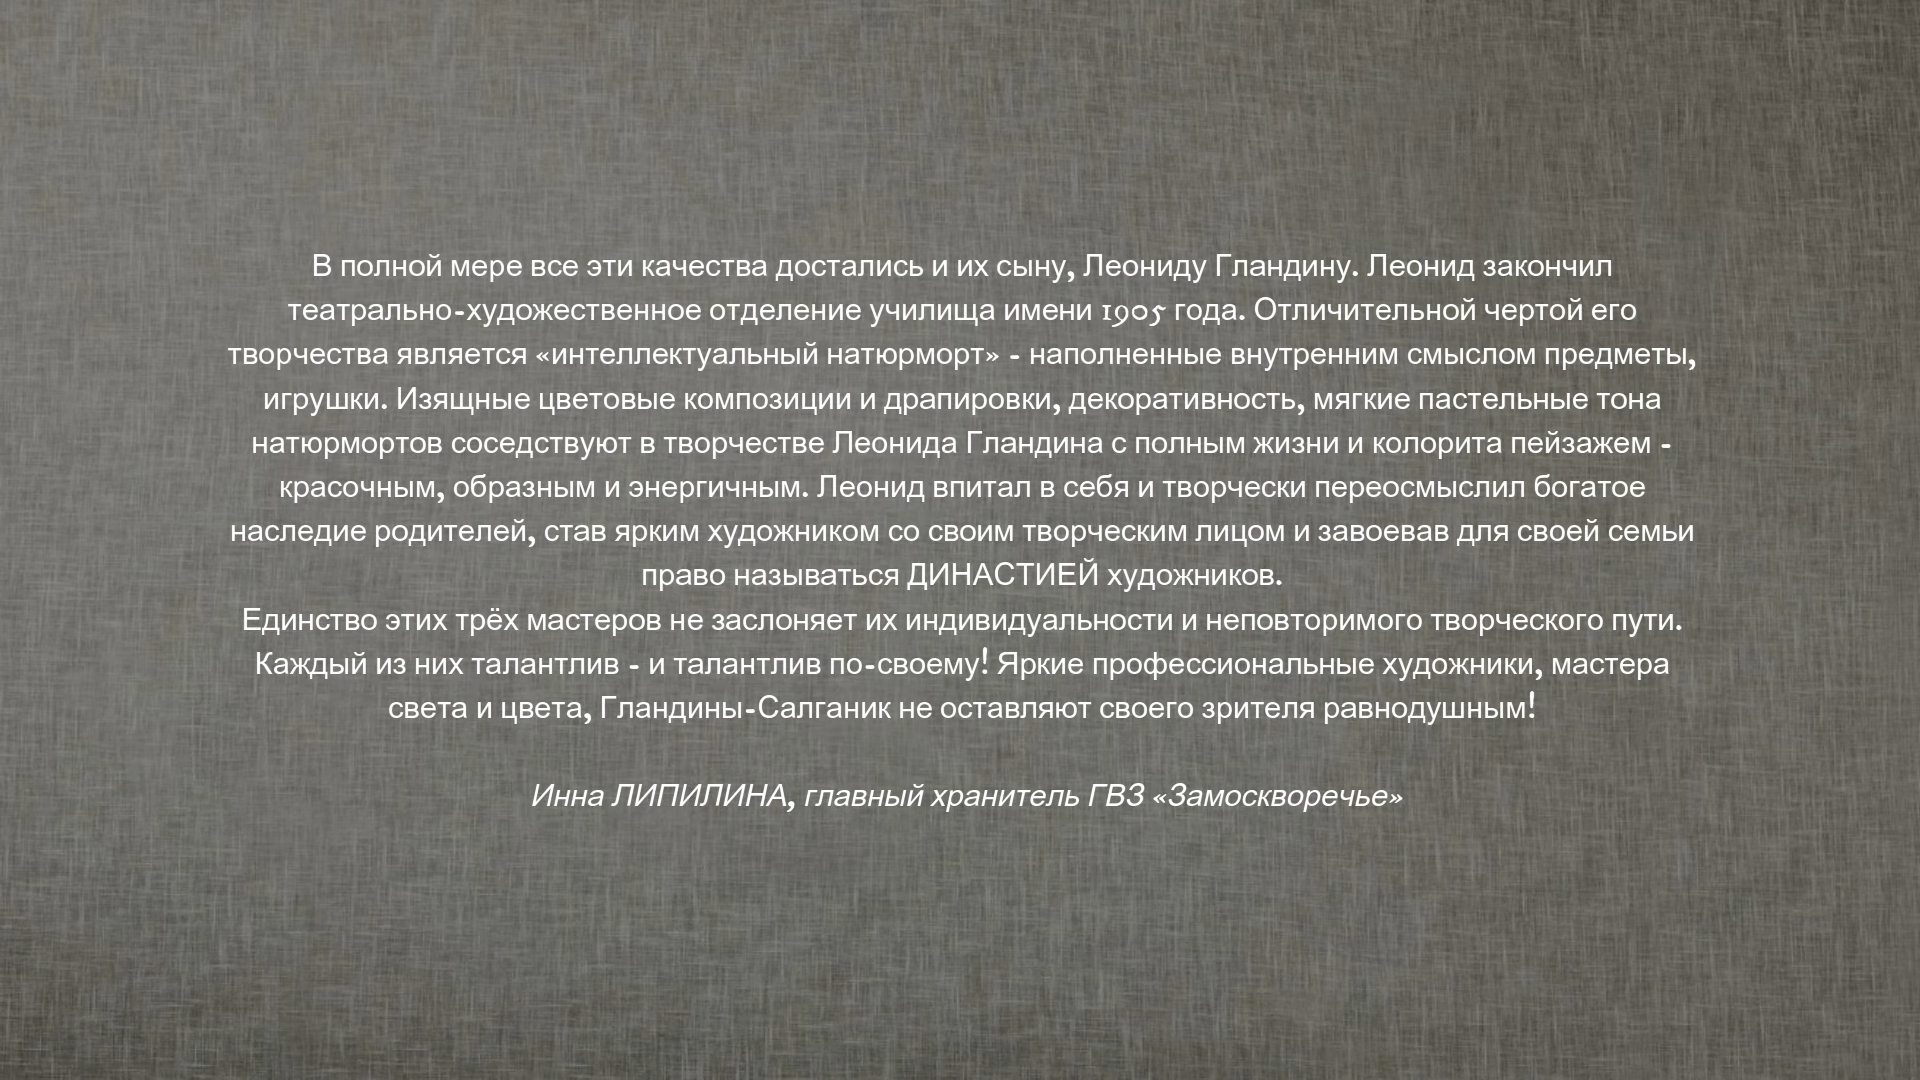 В полной мере все эти качества достались и их сыну, Леониду Гландину. Леонид закончил
театрально-художественное отделение училища имени 1905 года. Отличительной чертой его
творчества является «интеллектуальный натюрморт» - наполненные внутренним смыслом предметы,
игрушки. Изящные цветовые композиции и драпировки, декоративность, мягкие пастельные тона
натюрмортов соседствуют в творчестве Леонида Гландина с полным жизни и колорита пейзажем -
красочным, образным и энергичным. Леонид впитал в себя и творчески переосмыслил богатое
наследие родителей, став ярким художником со своим творческим лицом и завоевав для своей семьи
право называться ДИНАСТИЕЙ художников.
Единство этих трёх мастеров не заслоняет их индивидуальности и неповторимого творческого пути.
Каждый из них талантлив - и талантлив по-своему! Яркие профессиональные художники, мастера
света и цвета, Гландины-Салганик не оставляют своего зрителя равнодушным!
Инна ЛИПИЛИНА, главный хранитель ГВЗ «Замоскворечье»